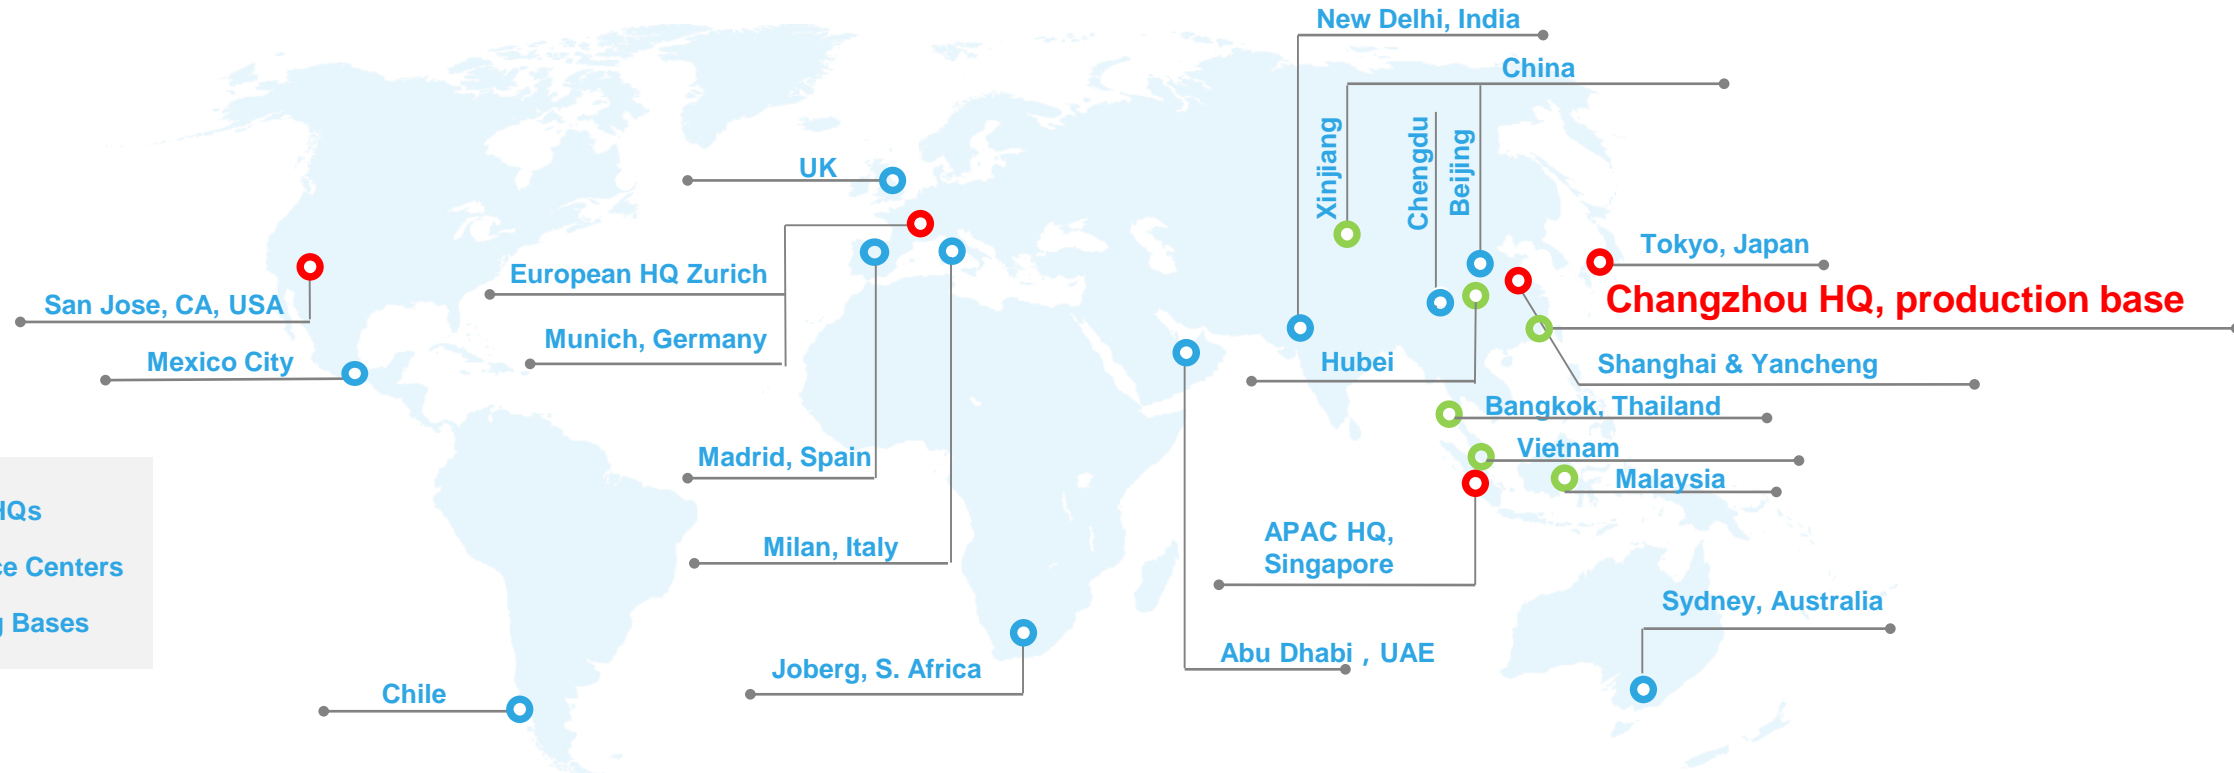 New Delhi, India
China
Xinjiang
Chengdu
Beijing
UK
Tokyo, Japan
European HQ Zurich
San Jose, CA, USA
Changzhou HQ, production base
Munich, Germany
Mexico City
Hubei
Shanghai & Yancheng
Bangkok, Thailand
Vietnam
Madrid, Spain
Malaysia
HQs
Centers
Bases
APAC HQ,
Singapore
Milan, Italy
Sydney, Australia
Abu Dhabi，UAE
Joberg, S. Africa
Chile